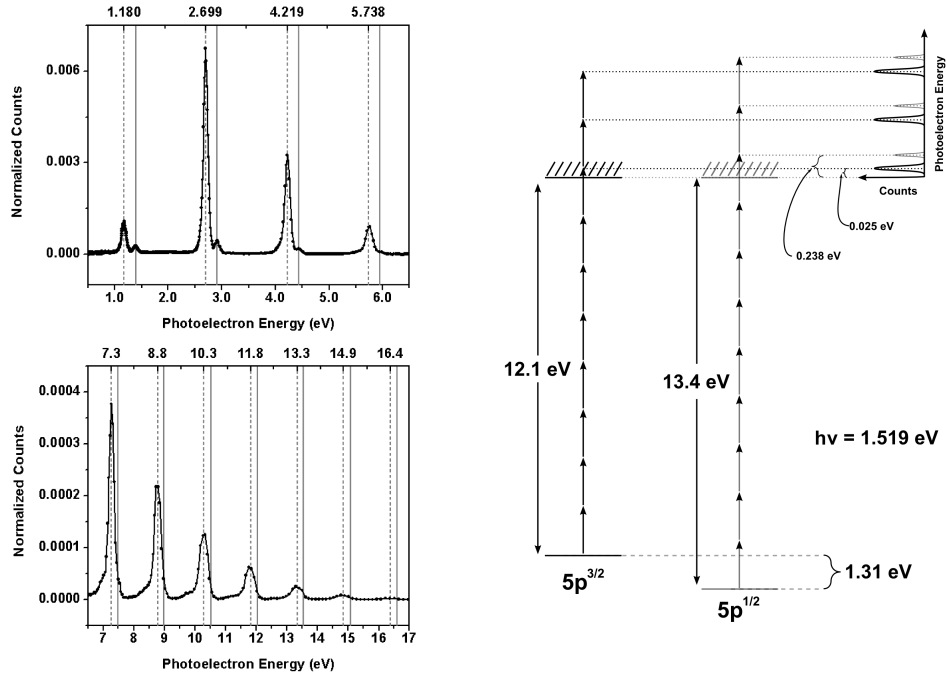 1.180 2.699 4.219 5.738
0.006
0.003
0.000
Normalized Counts
1.0 2.0 3.0 4.0 5.0 6.0
Photoelectron Energy (eV)
7.3 8.8 10.3 11.8 13.3 14.9 16.4
0.0004
0.0003
0.0002
0.0001
0.0000
Normalized Counts
7 8 9 10 11 12 13 14 15 16 17
Photoelectron Energy (eV)
Photoelectron Energy
Counts
0.025 eV
0.238 eV
12.1 eV
13.4 eV
hν = 1.519 eV
1.31 eV
5p3/2
5p1/2